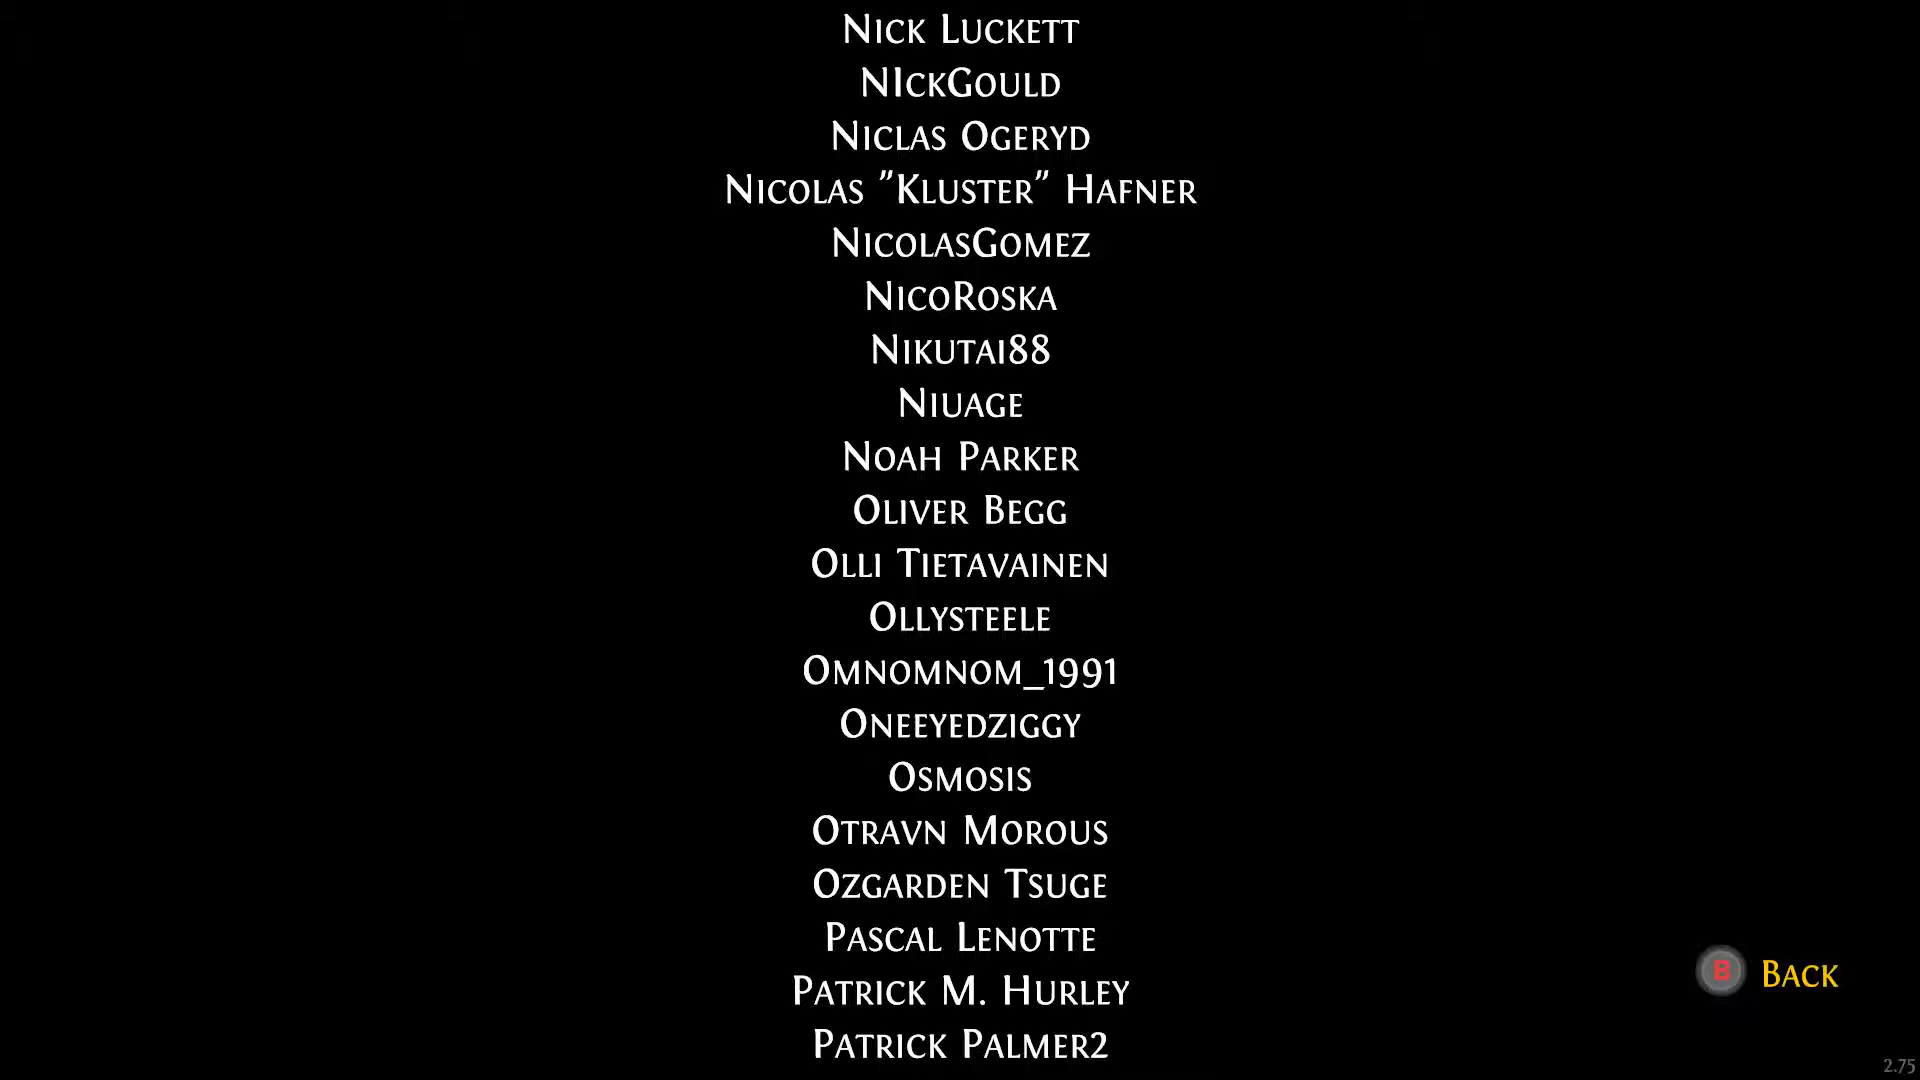 Nick Luckett
NIckGould
Niclas Ogeryd
Nicolas "Kluster" Hafner
NicolasGomez
NicoRoska
Nikutai88
Niuage
Noah Parker
Oliver Begg
Olli Tietavainen
Ollysteele
Omnomnom_1991
Oneeyedziggy
Osmosis
Otravn Morous
Ozgarden Tsuge
Pascal Lenotte
Patrick M. Hurley
B Back
Patrick Palmer2
2.75